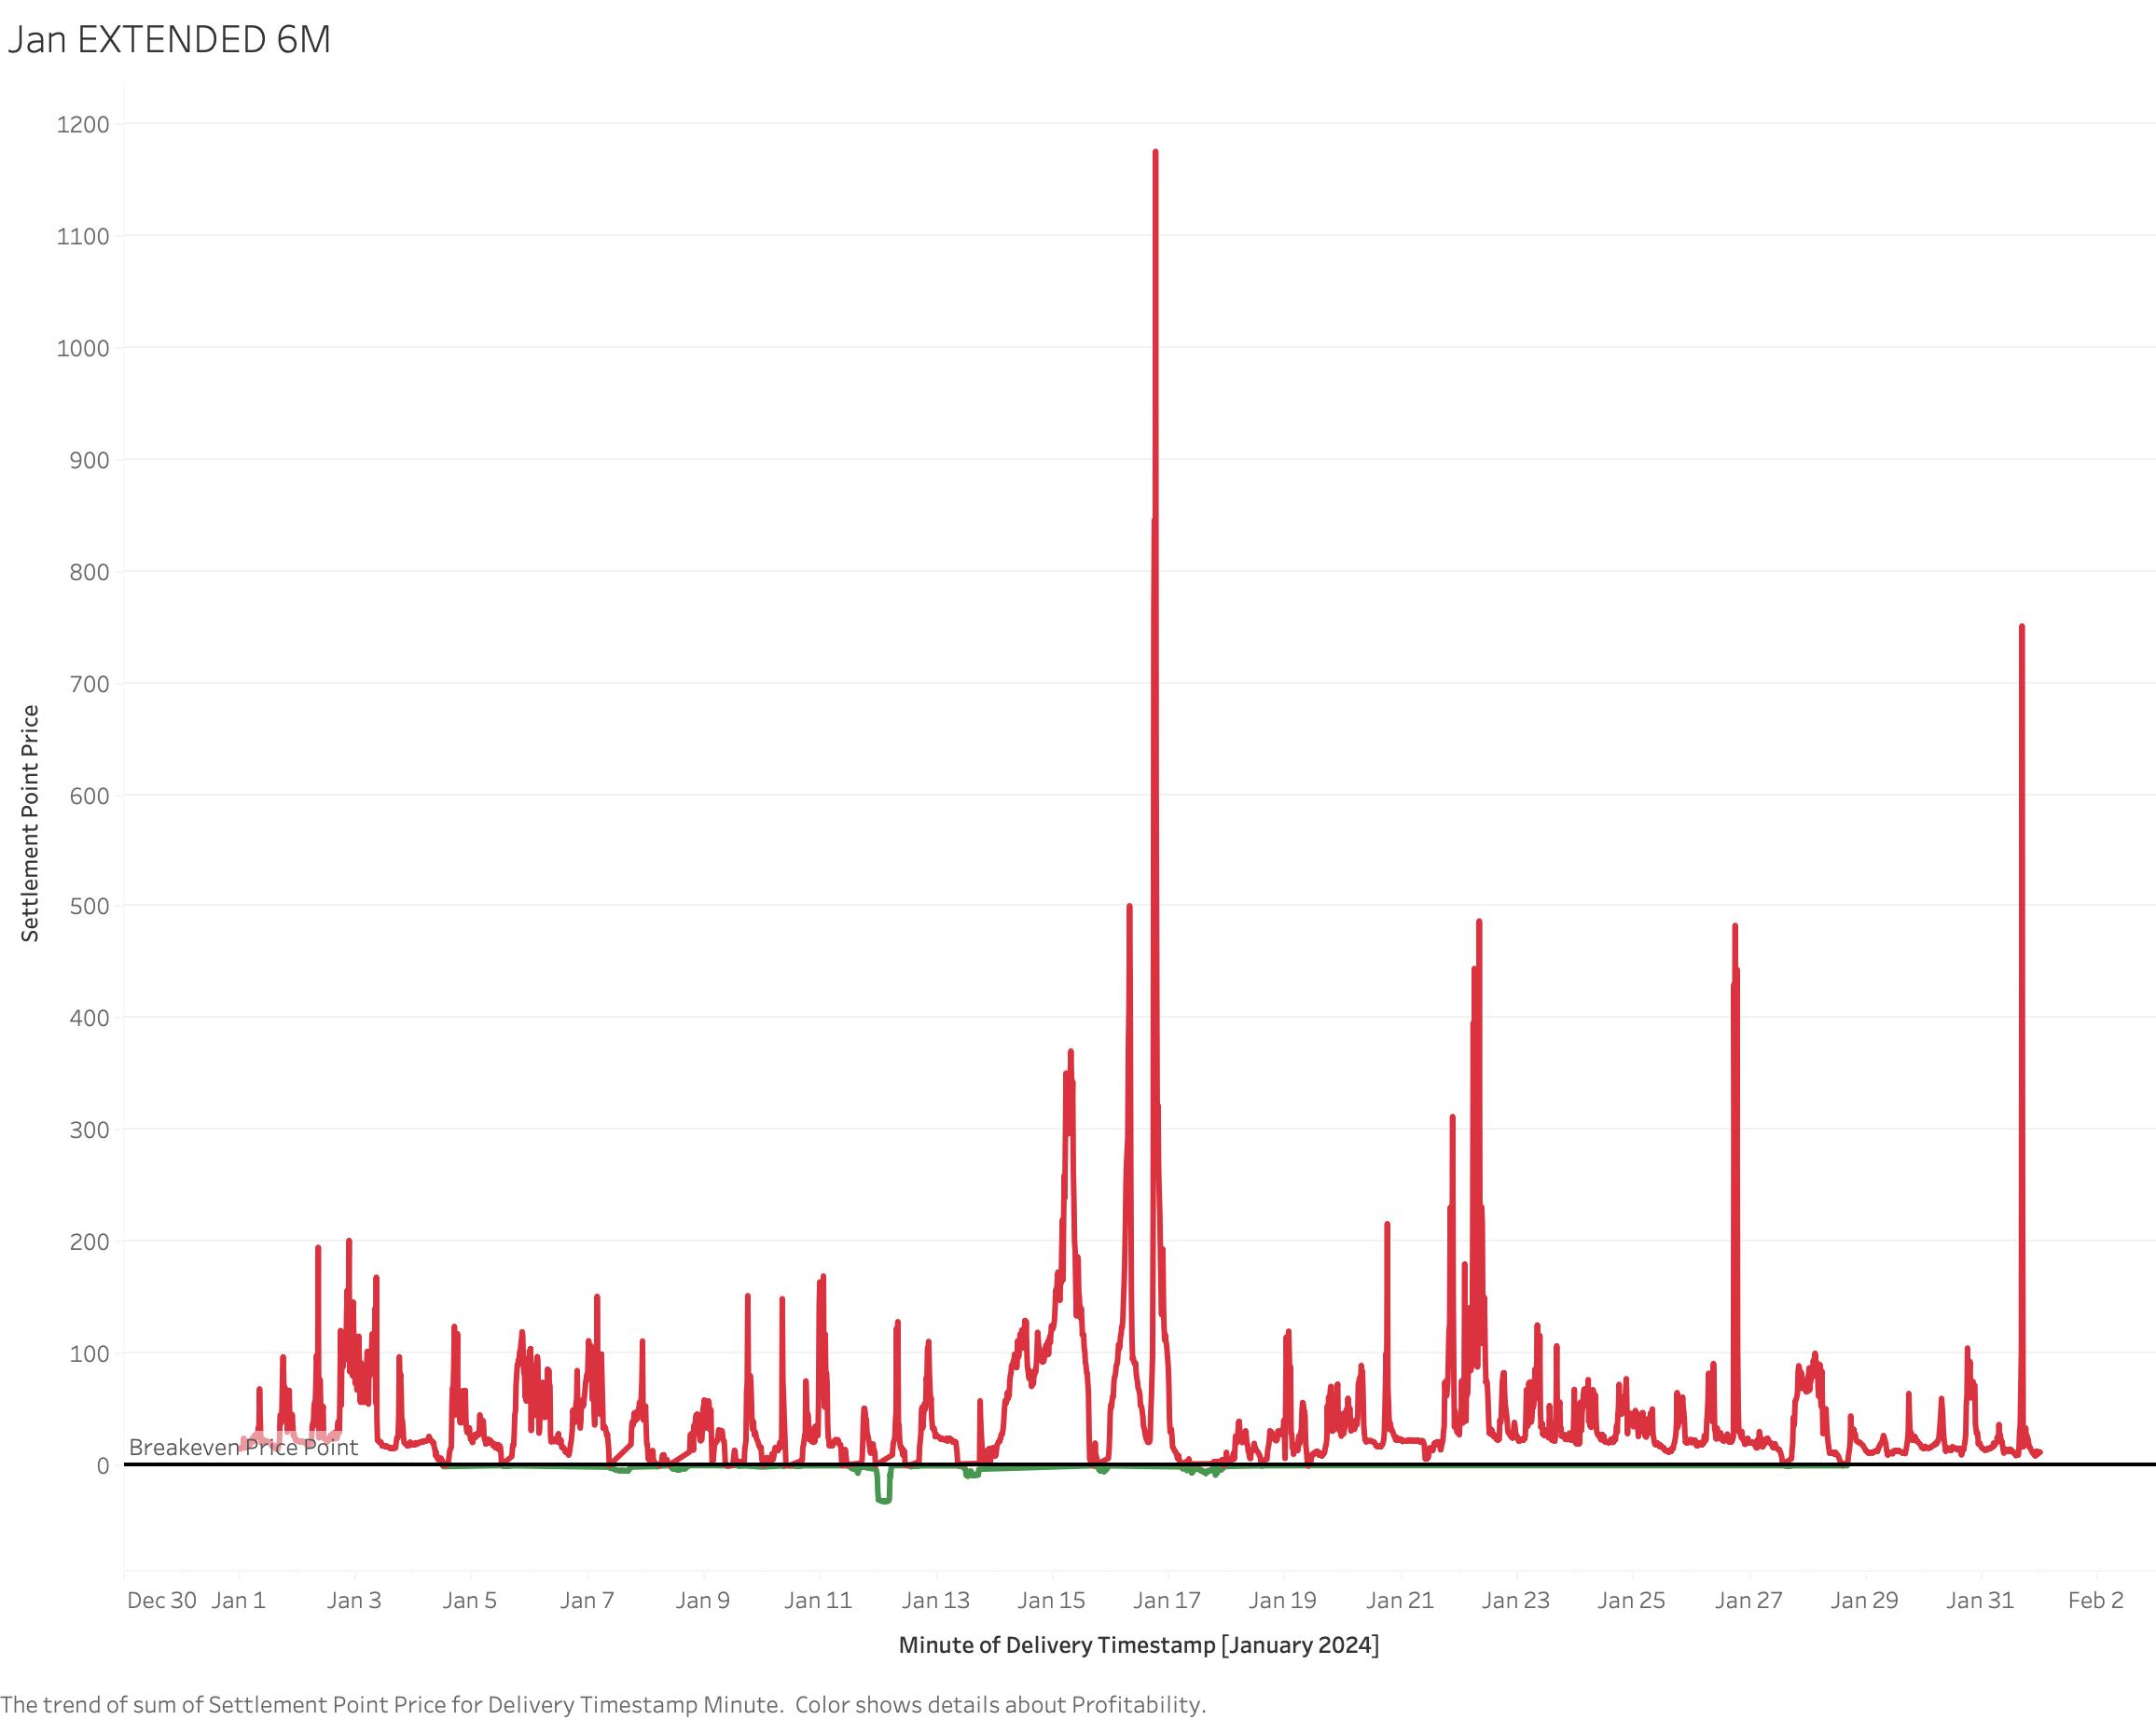 Jan EXTENDED 6M
1200
1100
1000
900
800
700
600
500
400
300
200
100
0
Settlement Point Price
Breakeven Price Point
Dec 30 Jan 1 Jan 3 Jan 5 Jan 7 Jan 9 Jan 11 Jan 13 Jan 15 Jan 17 Jan 19 Jan 21 Jan 23 Jan 25 Jan 27 Jan 29 Jan 31 Feb 2
Minute of Delivery Timestamp [January 2024]
The trend of sum of Settlement Point Price for Delivery Timestamp Minute. Color shows details about Profitability.